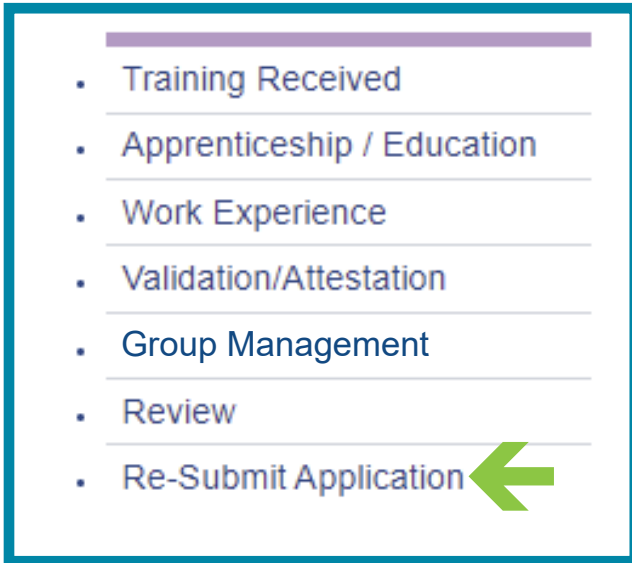 Training Received
Apprenticeship / Education
Work Experience
Validation/Attestation
Group Management
Review
Re-Submit Application